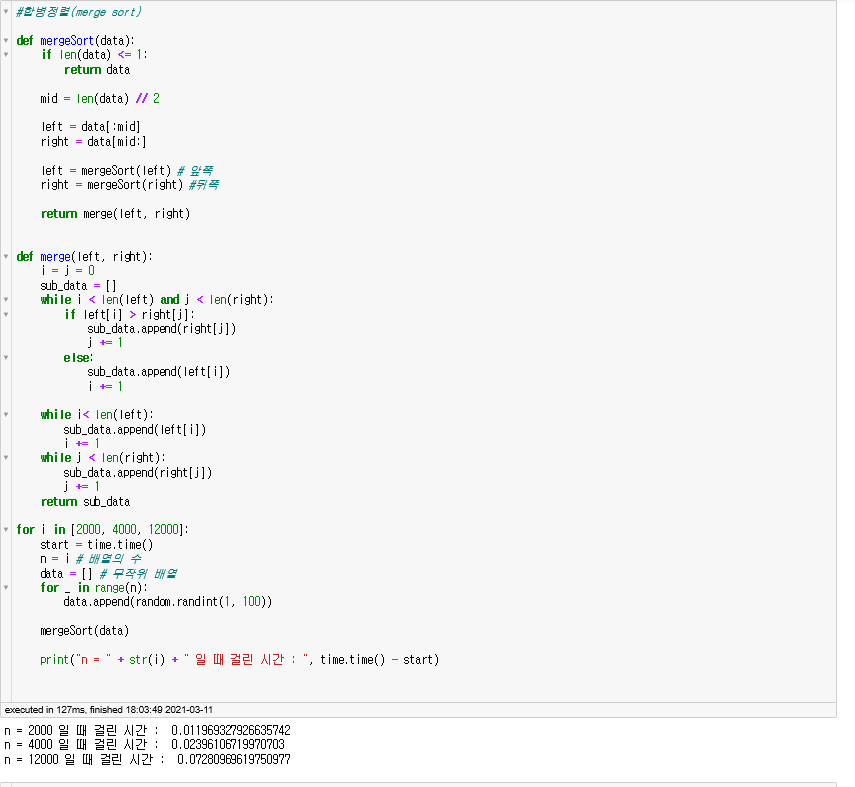 #합병정렬(merge sort)
def mergeSort(data):
    if len(data) <= 1:
        return data
    mid = len(data) // 2
    left = data[:mid]
    right = data[mid:]
    left = mergeSort(left) # 앞쪽
    right = mergeSort(right) #뒤쪽
    return merge(left, right)
def merge(left, right):
    i = j = 0
    sub_data = []
    while i < len(left) and j < len(right):
        if left[i] > right[j]:
            sub_data.append(right[j])
            j += 1
        else:
            sub_data.append(left[i])
            i += 1
    while i< len(left):
        sub_data.append(left[i])
        i += 1
    while j < len(right):
        sub_data.append(right[j])
        j += 1
    return sub_data
for i in [2000, 4000, 12000]:
    start = time.time()
    n = i # 배열의 수
    data = [] # 무작위 배열
    for _ in range(n):
        data.append(random.randint(1, 100))
    mergeSort(data)
    print("n = " + str(i) + " 일 때 걸린 시간 : ", time.time() - start)
executed in 127ms, finished 18:03:49 2021-03-11
n = 2000 일 때 걸린 시간 :  0.011969327926635742
n = 4000 일 때 걸린 시간 :  0.02396106719970703
n = 12000 일 때 걸린 시간 :  0.07280969619750977